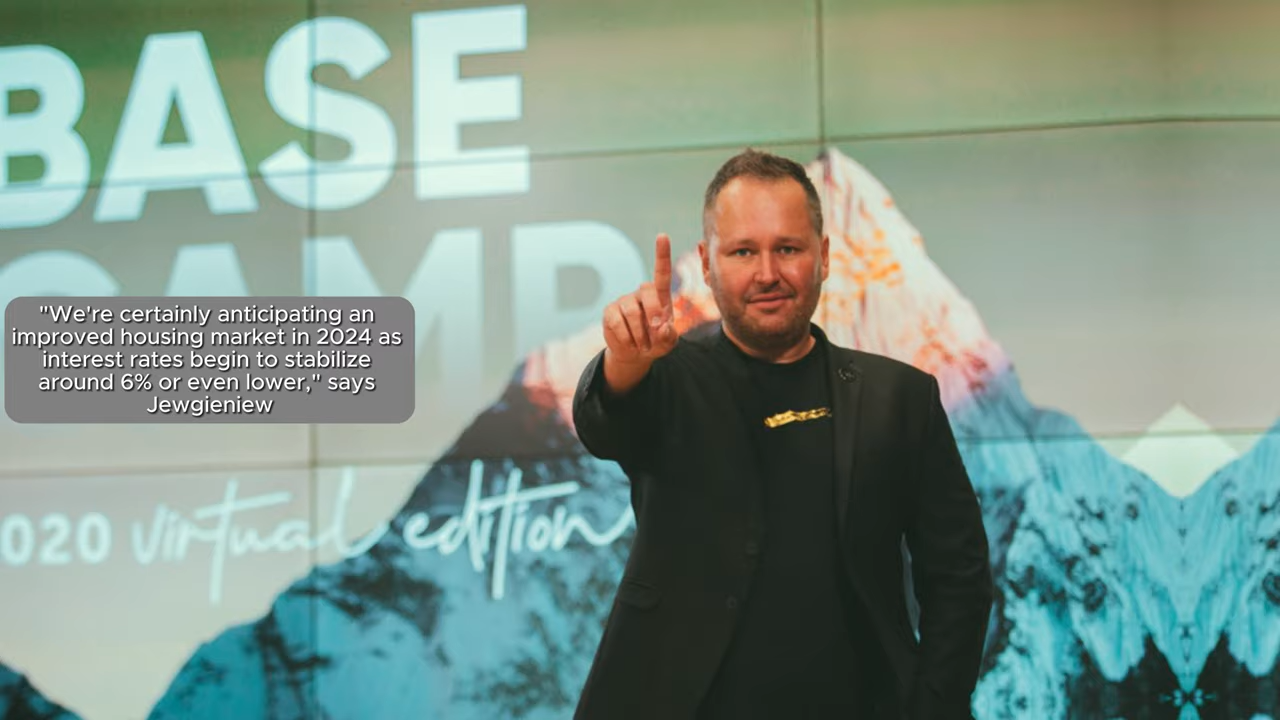 BASE
CAMP
"We're certainly anticipating an
improved housing market in 2024 as
interest rates begin to stabilize
around 6% or even lower," says
Jewgieniew
020 virtual edition